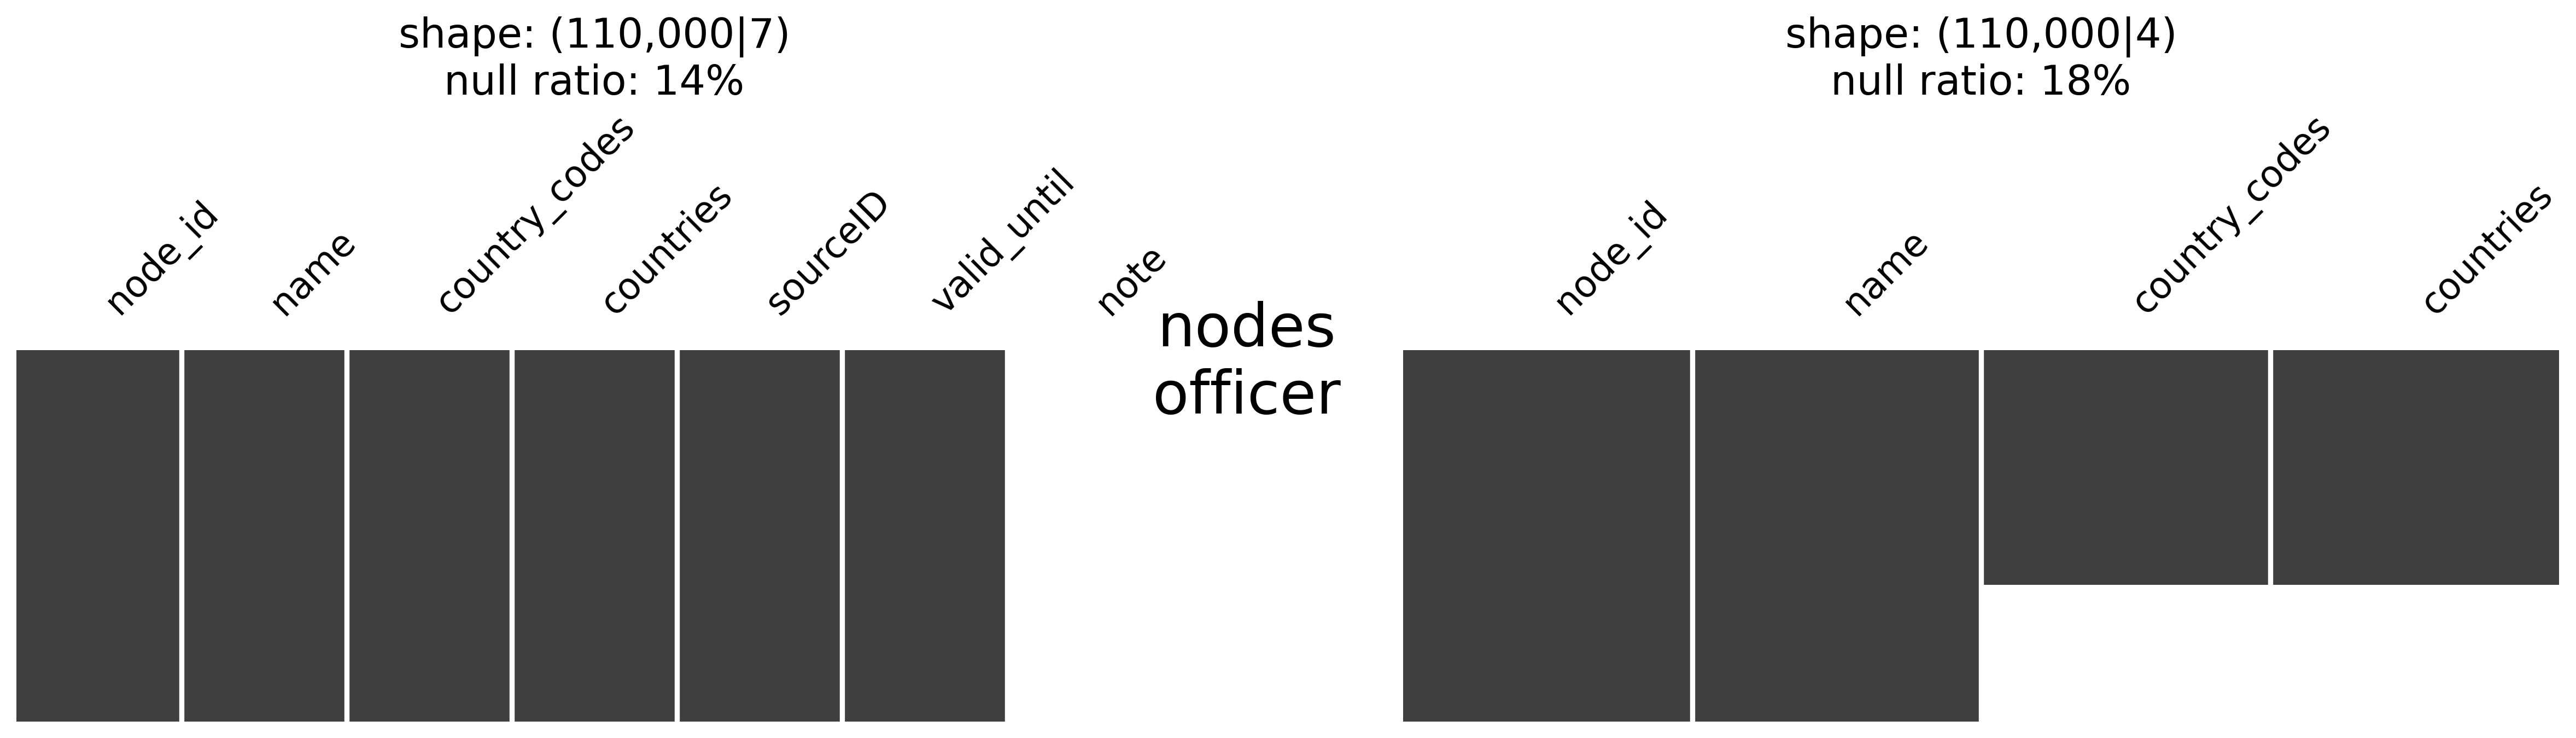 shape: (110,000|7)
null ratio: 14%
node_id
name
country_codes
countries
sourceID
valid_until
note
nodes
officer
shape: (110,000|4)
null ratio: 18%
node_id
name
country_codes
countries